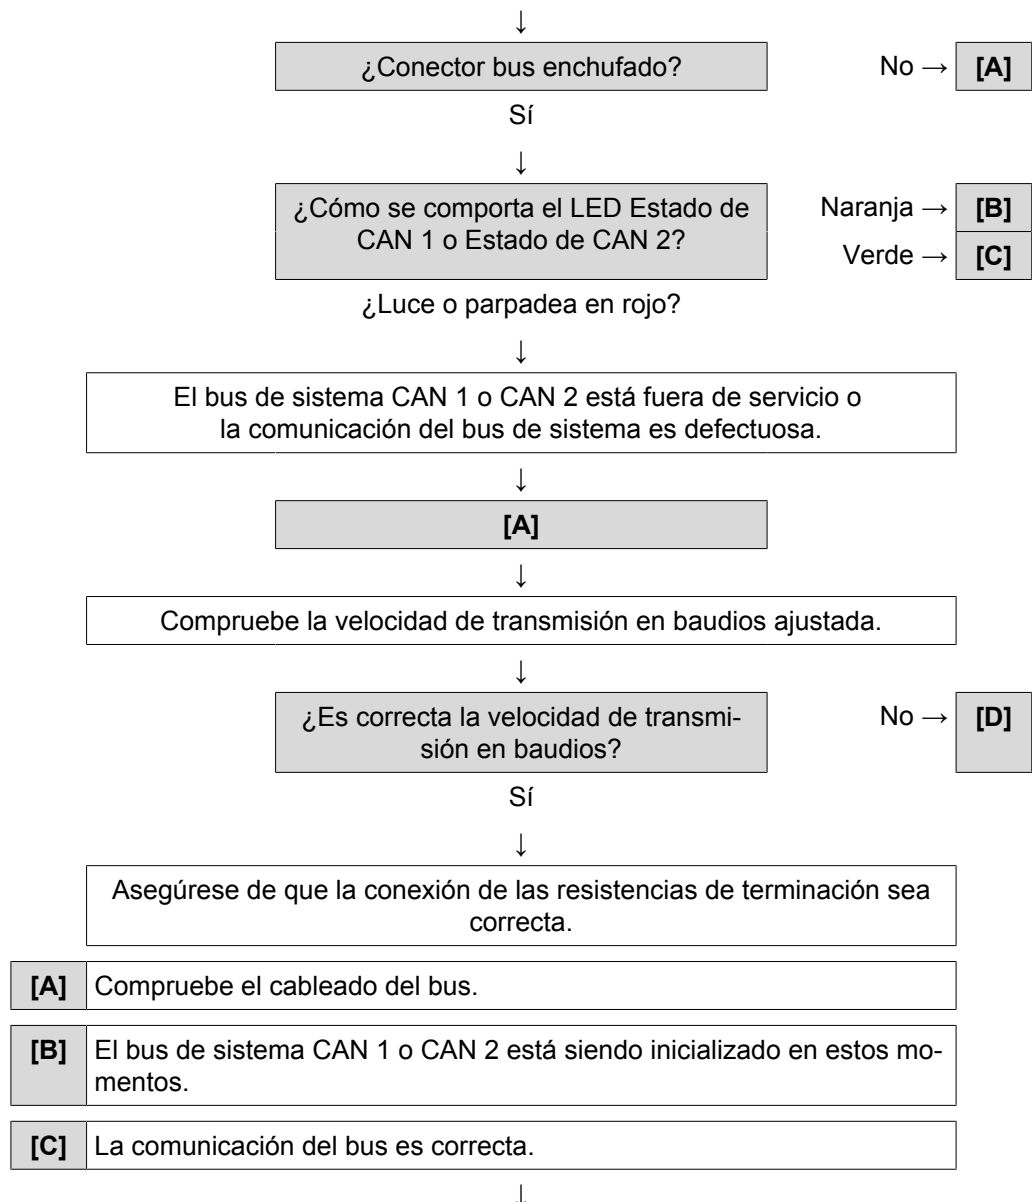 ↓
¿Conector bus enchufado? No → [A]
Sí
↓
¿Cómo se comporta el LED Estado de Naranja → [B]
CAN 1 o Estado de CAN 2?
Verde → [C]
¿Luce o parpadea en rojo?
↓
El bus de sistema CAN 1 o CAN 2 está fuera de servicio o
la comunicación del bus de sistema es defectuosa.
↓
[A]
↓
Compruebe la velocidad de transmisión en baudios ajustada.
↓
¿Es correcta la velocidad de transmi- No → [D]
sión en baudios?
Sí
↓
Asegúrese de que la conexión de las resistencias de terminación sea
correcta.
[A] Compruebe el cableado del bus.
[B] El bus de sistema CAN 1 o CAN 2 está siendo inicializado en estos mo-
mentos.
[C] La comunicación del bus es correcta.
↓